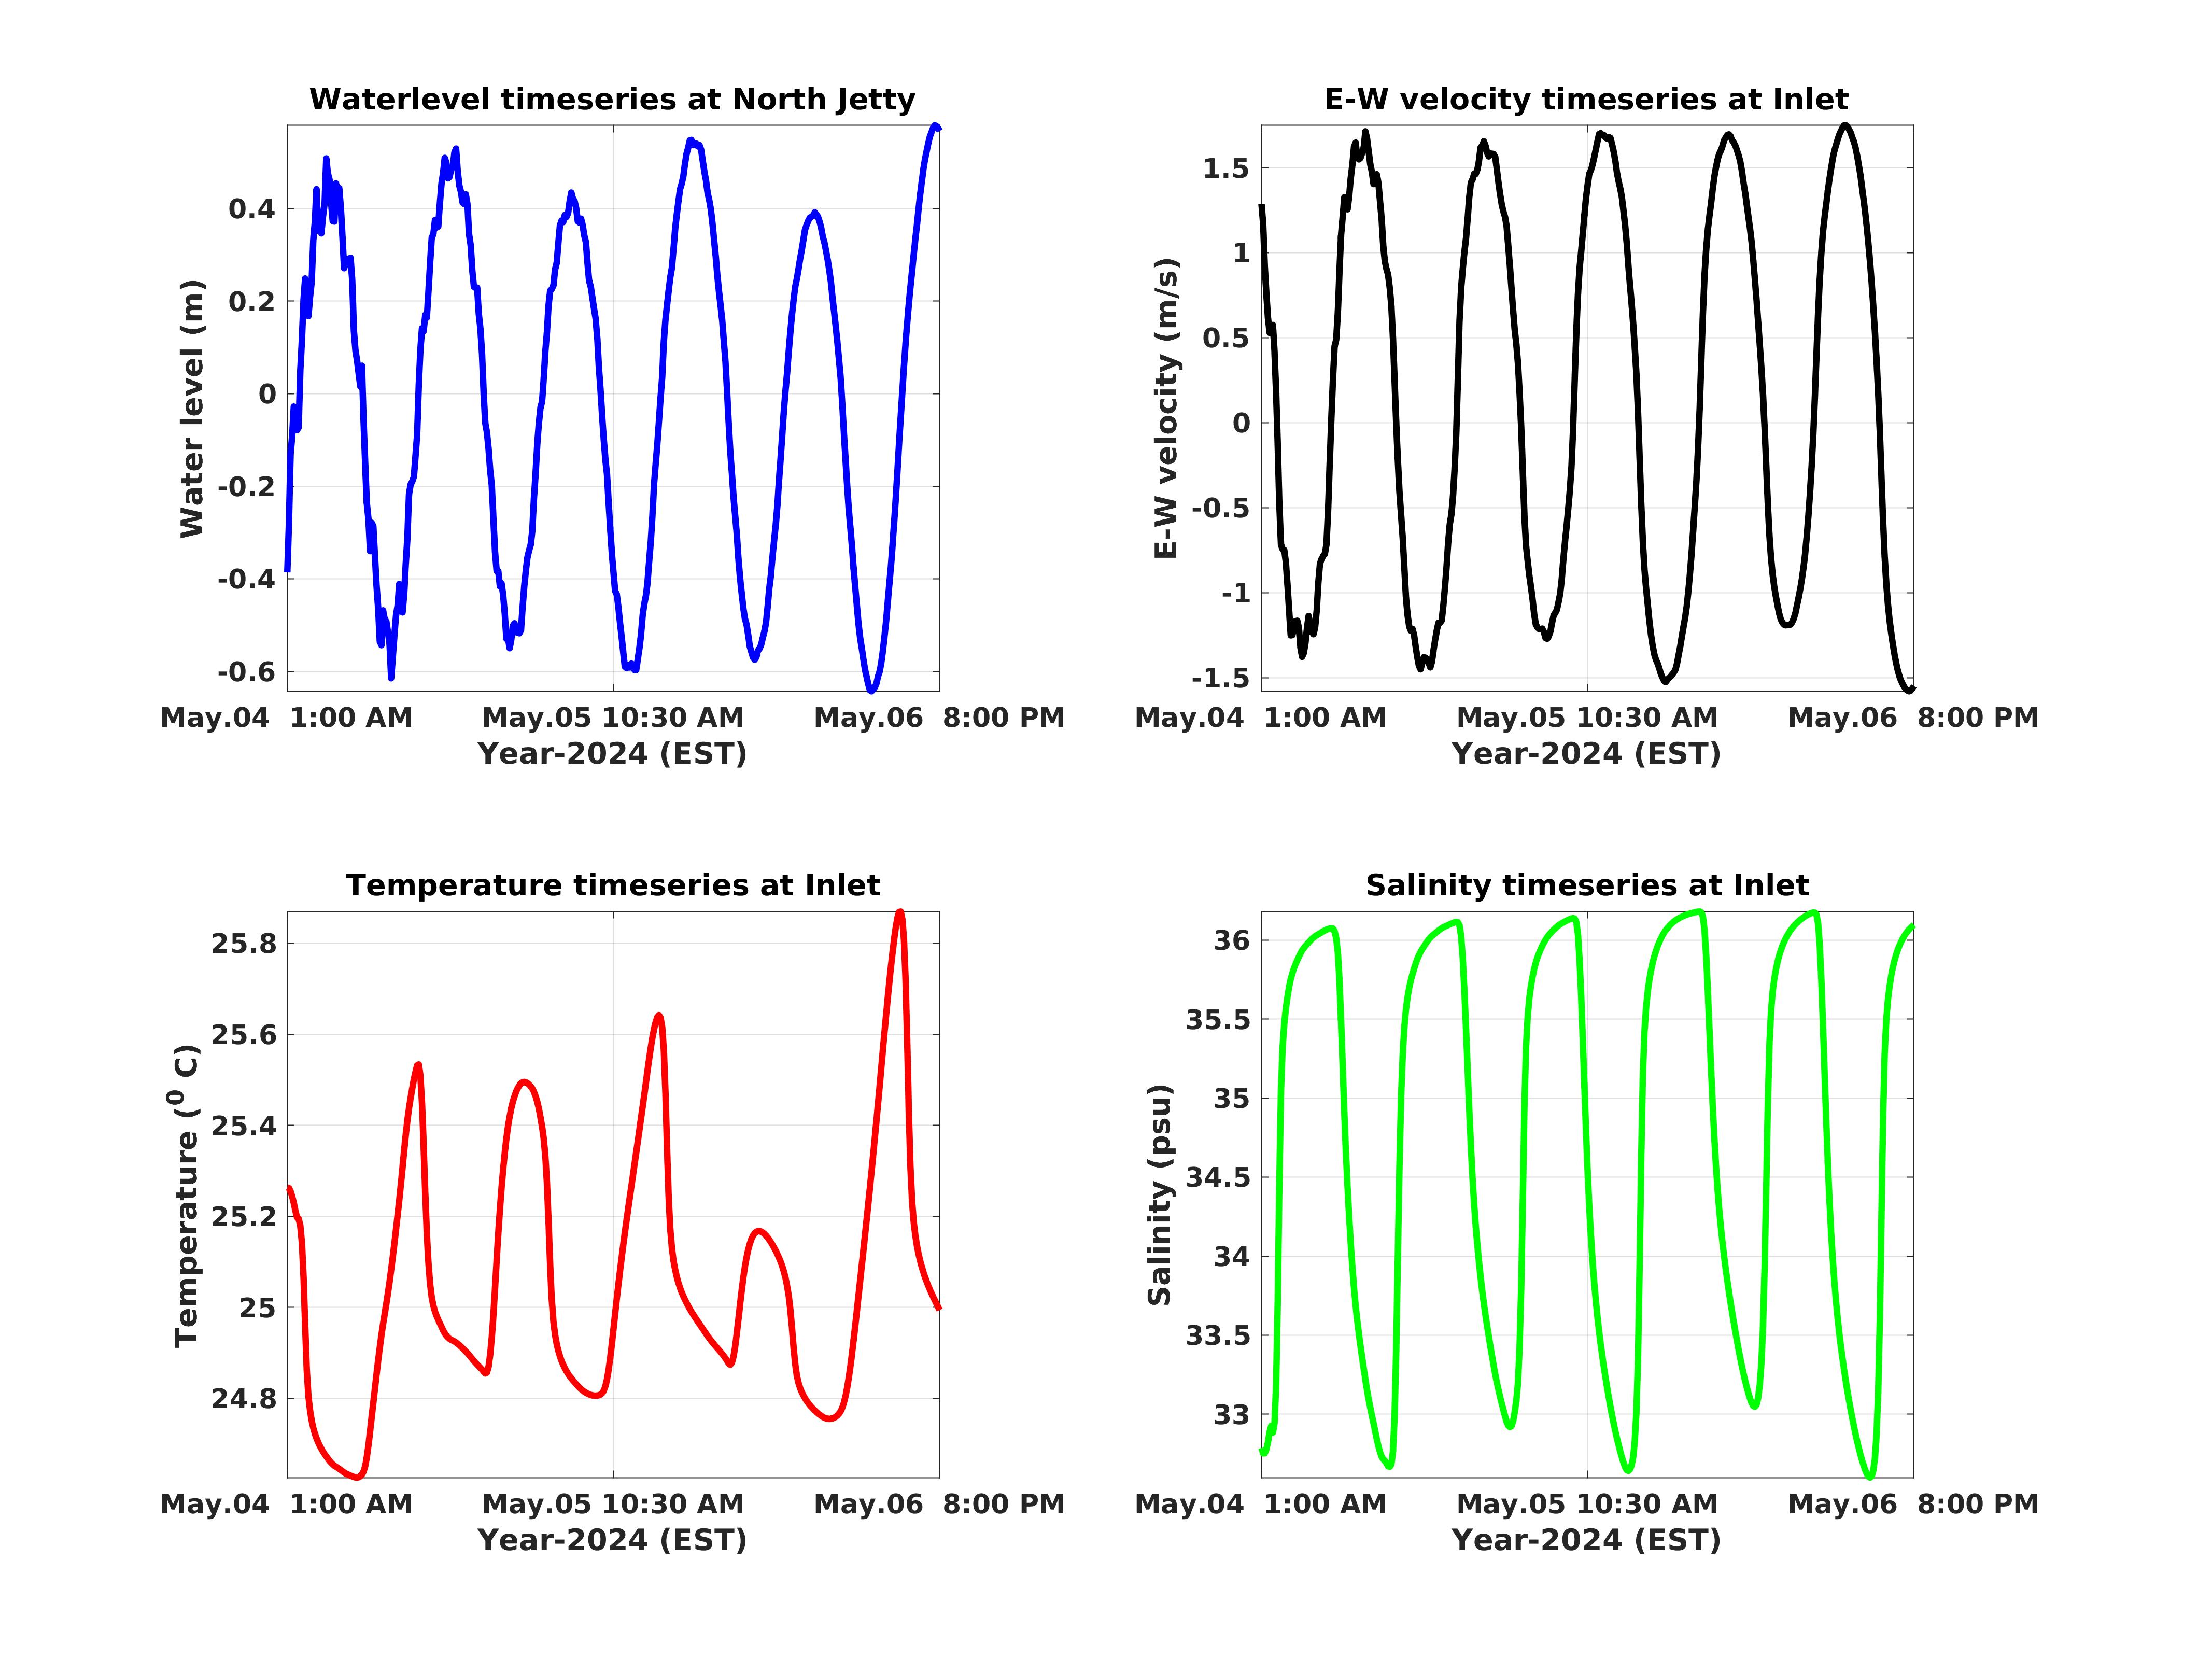 Waterlevel timeseries at North Jetty
Water level (m)
0.4
0.2
0
-0.2
-0.4
-0.6
May.04  1:00 AM
May.05 10:30 AM
May.06  8:00 PM
Year-2024 (EST)
E-W velocity timeseries at Inlet
E-W velocity (m/s)
1.5
1
0.5
0
-0.5
-1
-1.5
May.04  1:00 AM
May.05 10:30 AM
May.06  8:00 PM
Year-2024 (EST)
Temperature timeseries at Inlet
Temperature (⁰ C)
25.8
25.6
25.4
25.2
25
24.8
May.04  1:00 AM
May.05 10:30 AM
May.06  8:00 PM
Year-2024 (EST)
Salinity timeseries at Inlet
Salinity (psu)
36
35.5
35
34.5
34
33.5
33
May.04  1:00 AM
May.05 10:30 AM
May.06  8:00 PM
Year-2024 (EST)